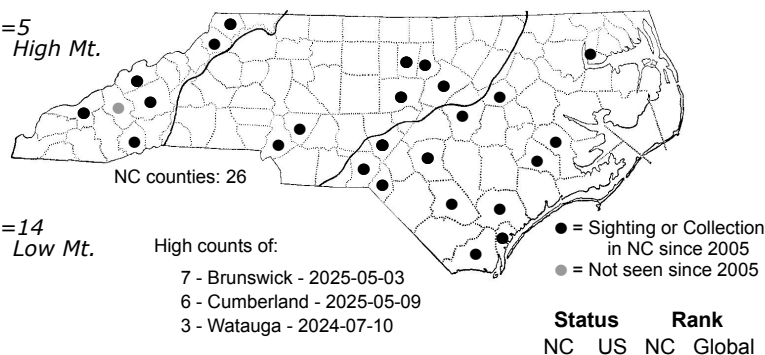 =5
High Mt.
NC counties: 26
=14
Low Mt.
High counts of:
7 - Brunswick - 2025-05-03
6 - Cumberland - 2025-05-09
3 - Watauga - 2024-07-10
= Sighting or Collection
in NC since 2005
= Not seen since 2005
Status Rank
NC US NC Global